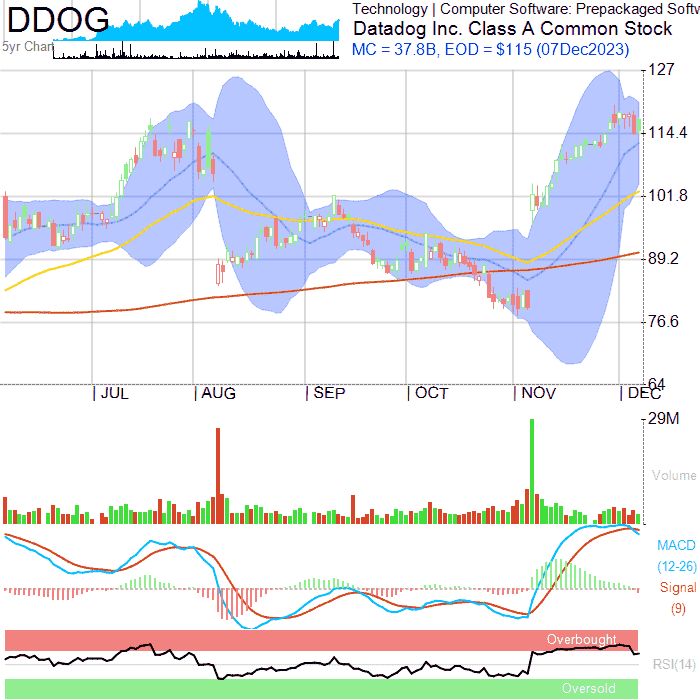 DDOG
Technology | Computer Software: Prepackaged Softw
Datadog Inc. Class A Common Stock
5yr Chart
MC = 37.8B, EOD = $115 (07Dec2023)
127
114.4
101.8
89.2
76.6
64
JUL AUG SEP OCT NOV DEC
29M
Volume
MACD
(12-26)
Signal
(9)
Overbought
RSI(14)
Oversold